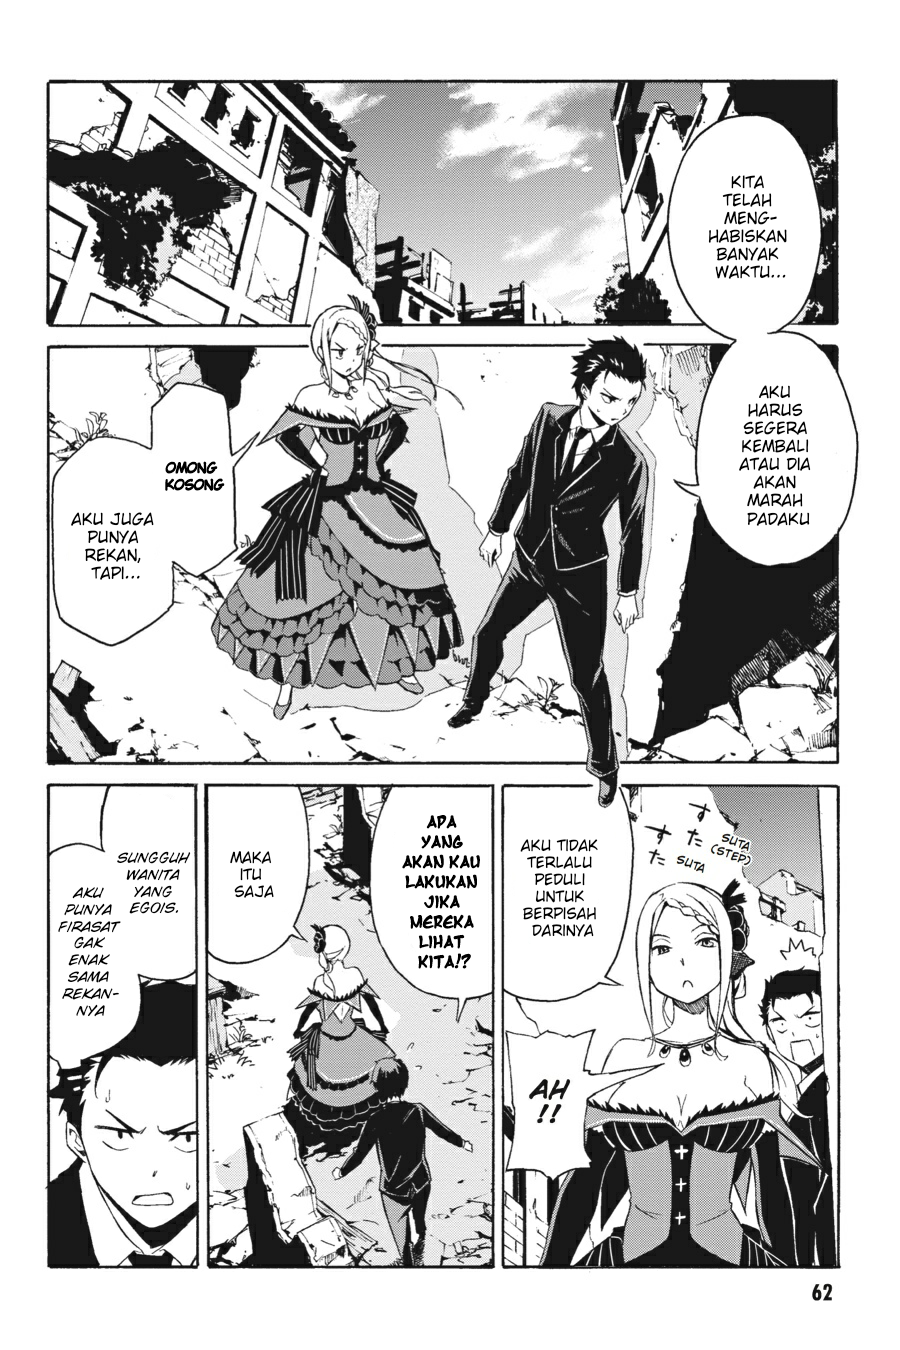 KITA
TELAH
MENG-
HABISKAN
BANYAK
WAKTU...
AKU
HARUS
SEGERA
KEMBALI
ATAU DIA
AKAN
MARAH
PADAKU
OMONG
KOSONG
AKU JUGA
PUNYA
REKAN,
TAPI...
すた
すた
SUTA
(STEP)
SUTA
AKU TIDAK
TERLALU
PEDULI
UNTUK
BERPISAH
DARINYA
AH
!!
APA
YANG
AKAN KAU
LAKUKAN
JIKA
MEREKA
LIHAT
KITA!?
MAKA
ITU
SAJA
SUNGGUH
WANITA
YANG
EGOIS.
AKU
PUNYA
FIRASAT
GAK
ENAK
SAMA
REKAN-
NYA
62